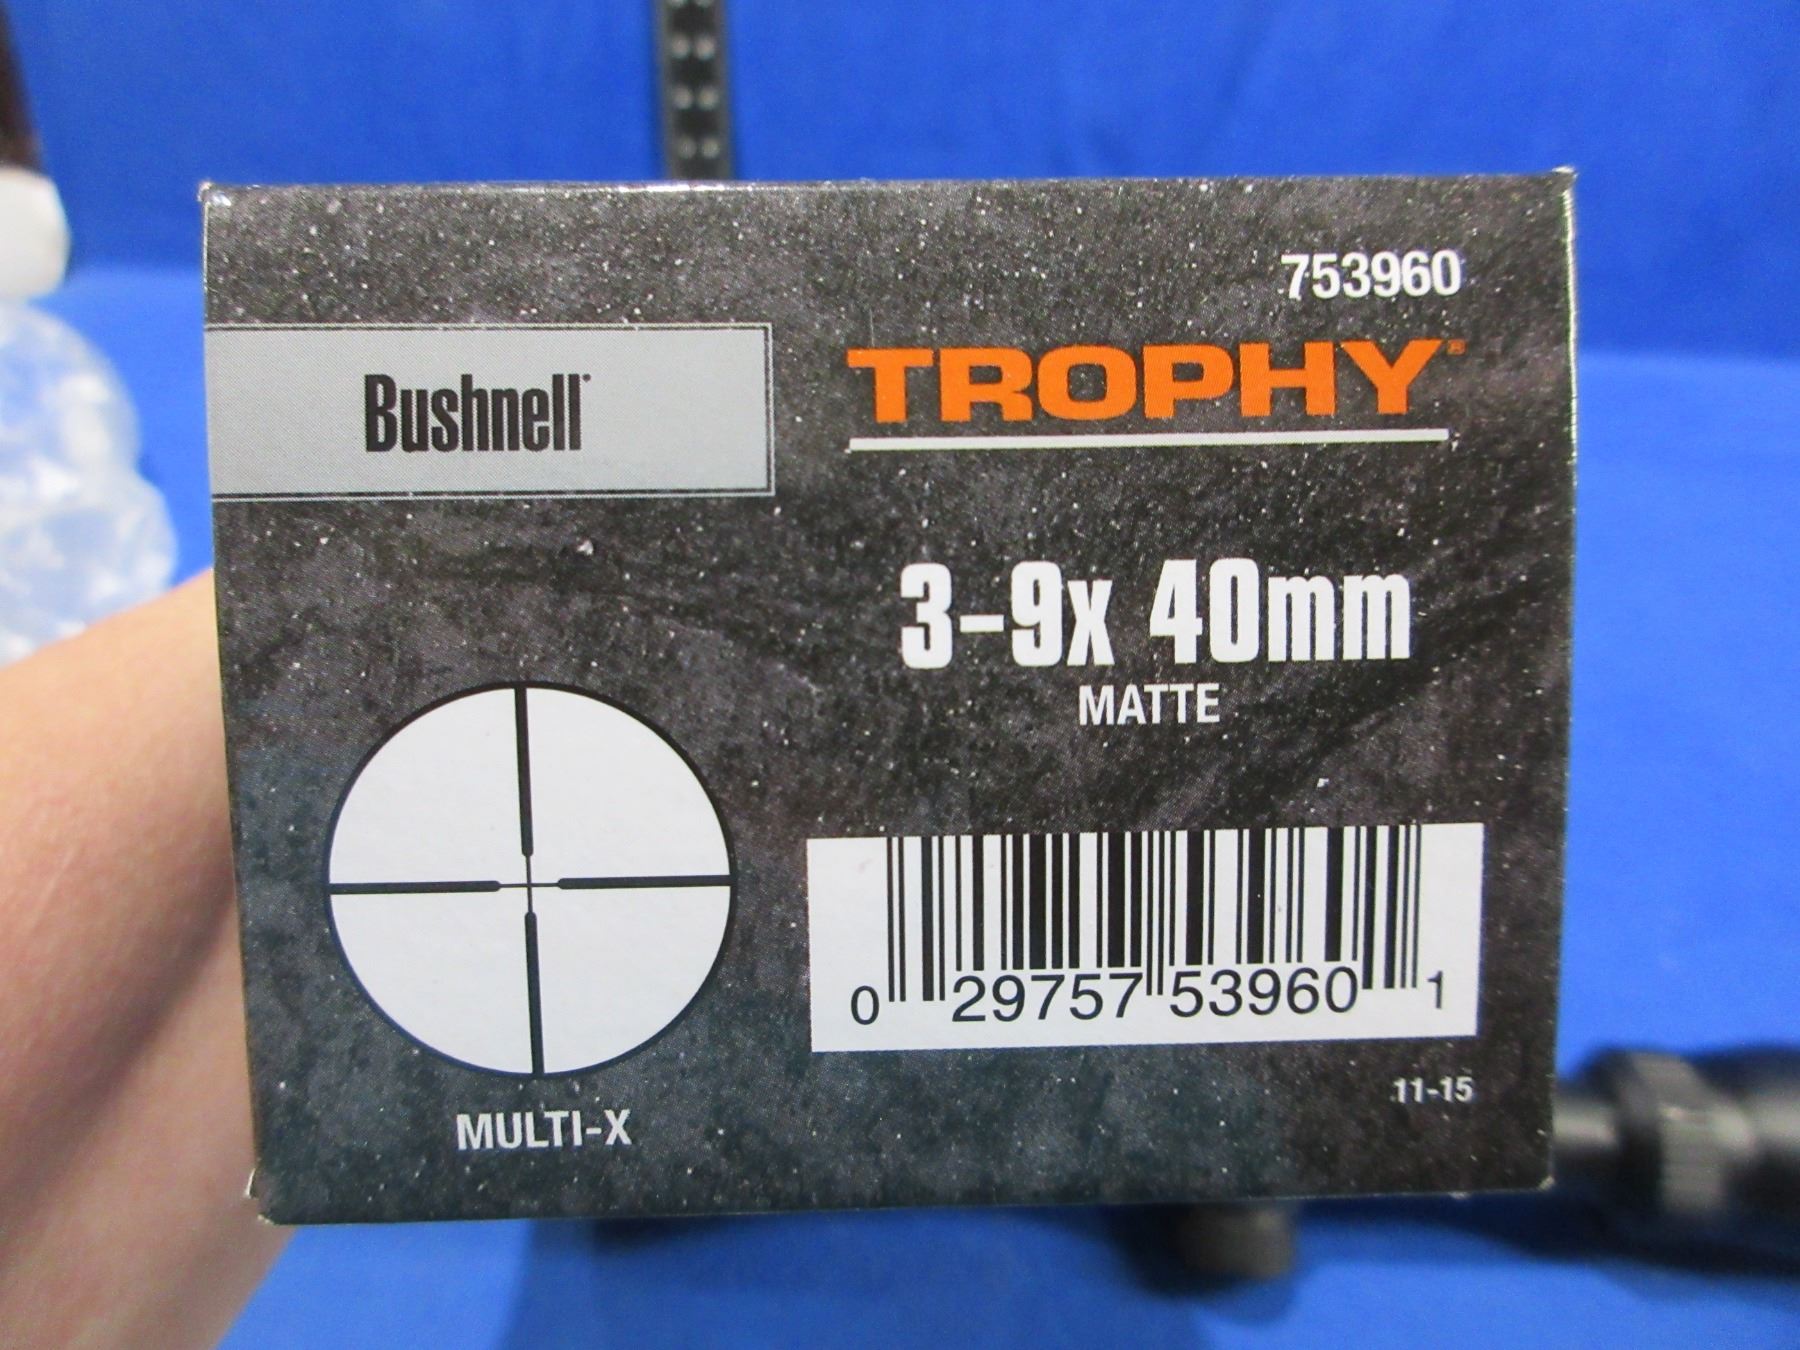 753960
Bushnell®
TROPHY®
3-9x 40mm
MATTE
0 29757 53960 1
11-15
MULTI-X